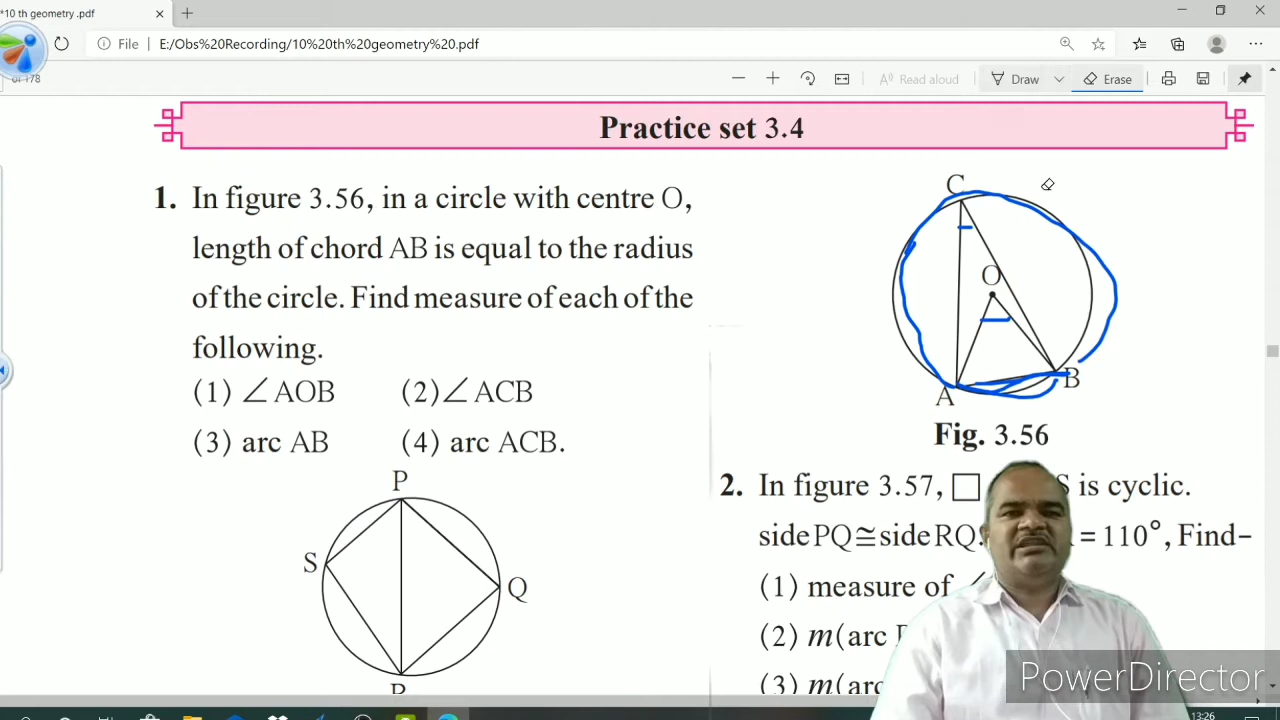 *10 th geometry .pdf
File
E:/Obs%20Recording/10%20th%20geometry%20.pdf
of 178
Read aloud
Draw
Erase
Practice set 3.4
1. In figure 3.56, in a circle with centre O,
length of chord AB is equal to the radius
of the circle. Find measure of each of the
following.
(1) ∠AOB (2)∠ACB
(3) arc AB (4) arc ACB.
C
O
A
B
Fig. 3.56
P
S
Q
R
2. In figure 3.57, □ S is cyclic.
side PQ≅side RQ. = 110°, Find-
(1) measure of ∠
(2) m(arc
(3) m(arc
PowerDirector
13:26